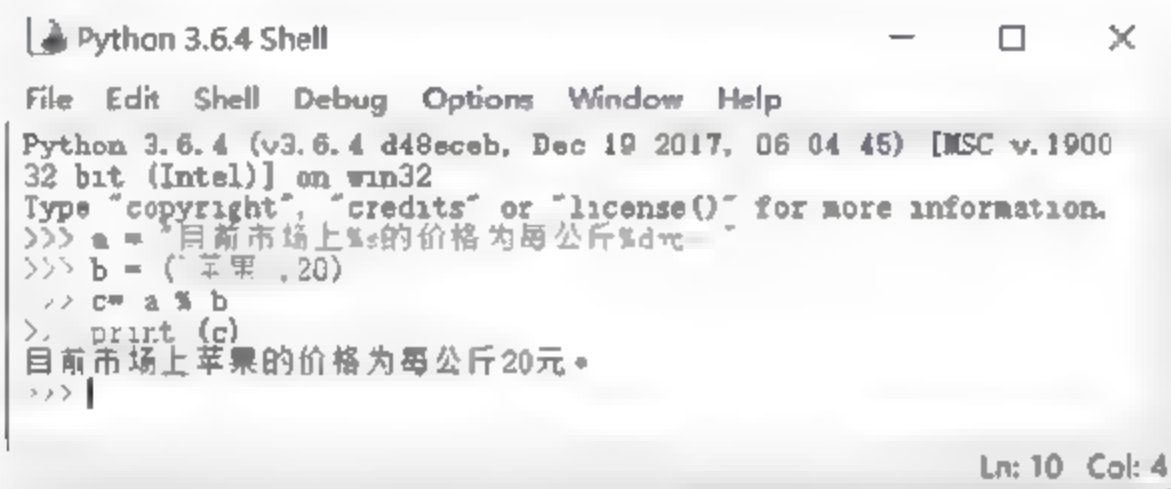 Python 3.6.4 Shell
File Edit Shell Debug Options Window Help
Python 3.6.4 (v3.6.4 d48eceb, Dec 19 2017, 06 04 45) [MSC v.1900
32 bit (Intel)] on win32
Type "copyright", "credits" or "license()" for more information.
>>> a = "目前市场上%s的价格为每公斤%d
>>> b = ( 苹果 ,20)
>> c= a % b
> print (c)
目前市场上苹果的价格为每公斤20元。
>>>
Ln: 10 Col: 4